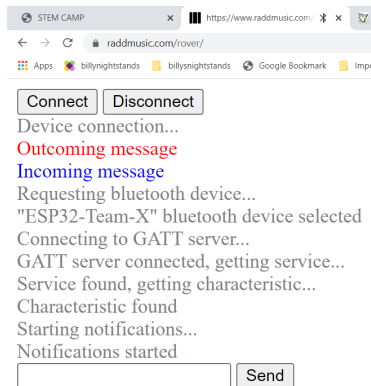 STEM CAMP
https://www.raddmusic.com/
raddmusic.com/rover/
Apps billynightstands billysnightstands Google Bookmark
Connect Disconnect
Device connection...
Outcoming message
Incoming message
Requesting bluetooth device...
"ESP32-Team-X" bluetooth device selected
Connecting to GATT server...
GATT server connected, getting service...
Service found, getting characteristic...
Characteristic found
Starting notifications...
Notifications started
Send